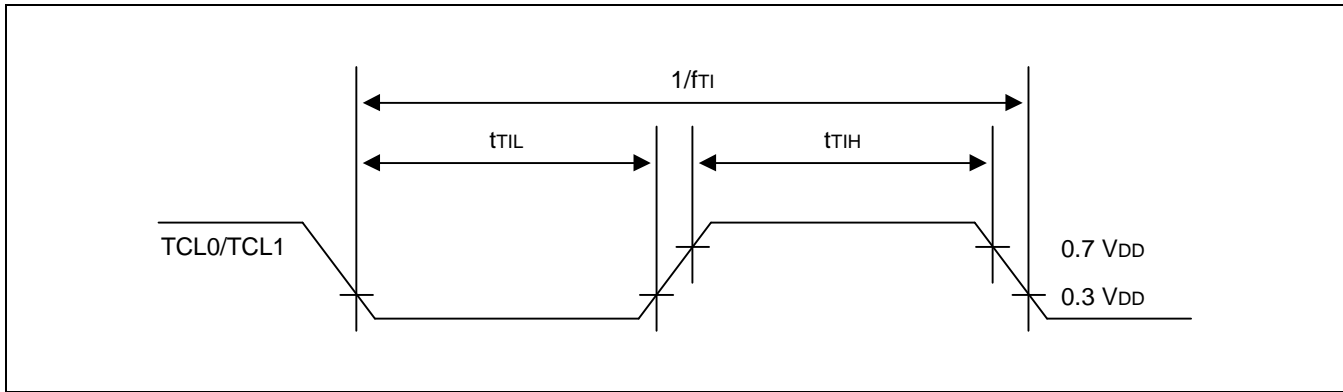 1/fTI
tTIL
tTIH
TCL0/TCL1
0.7 VDD
0.3 VDD